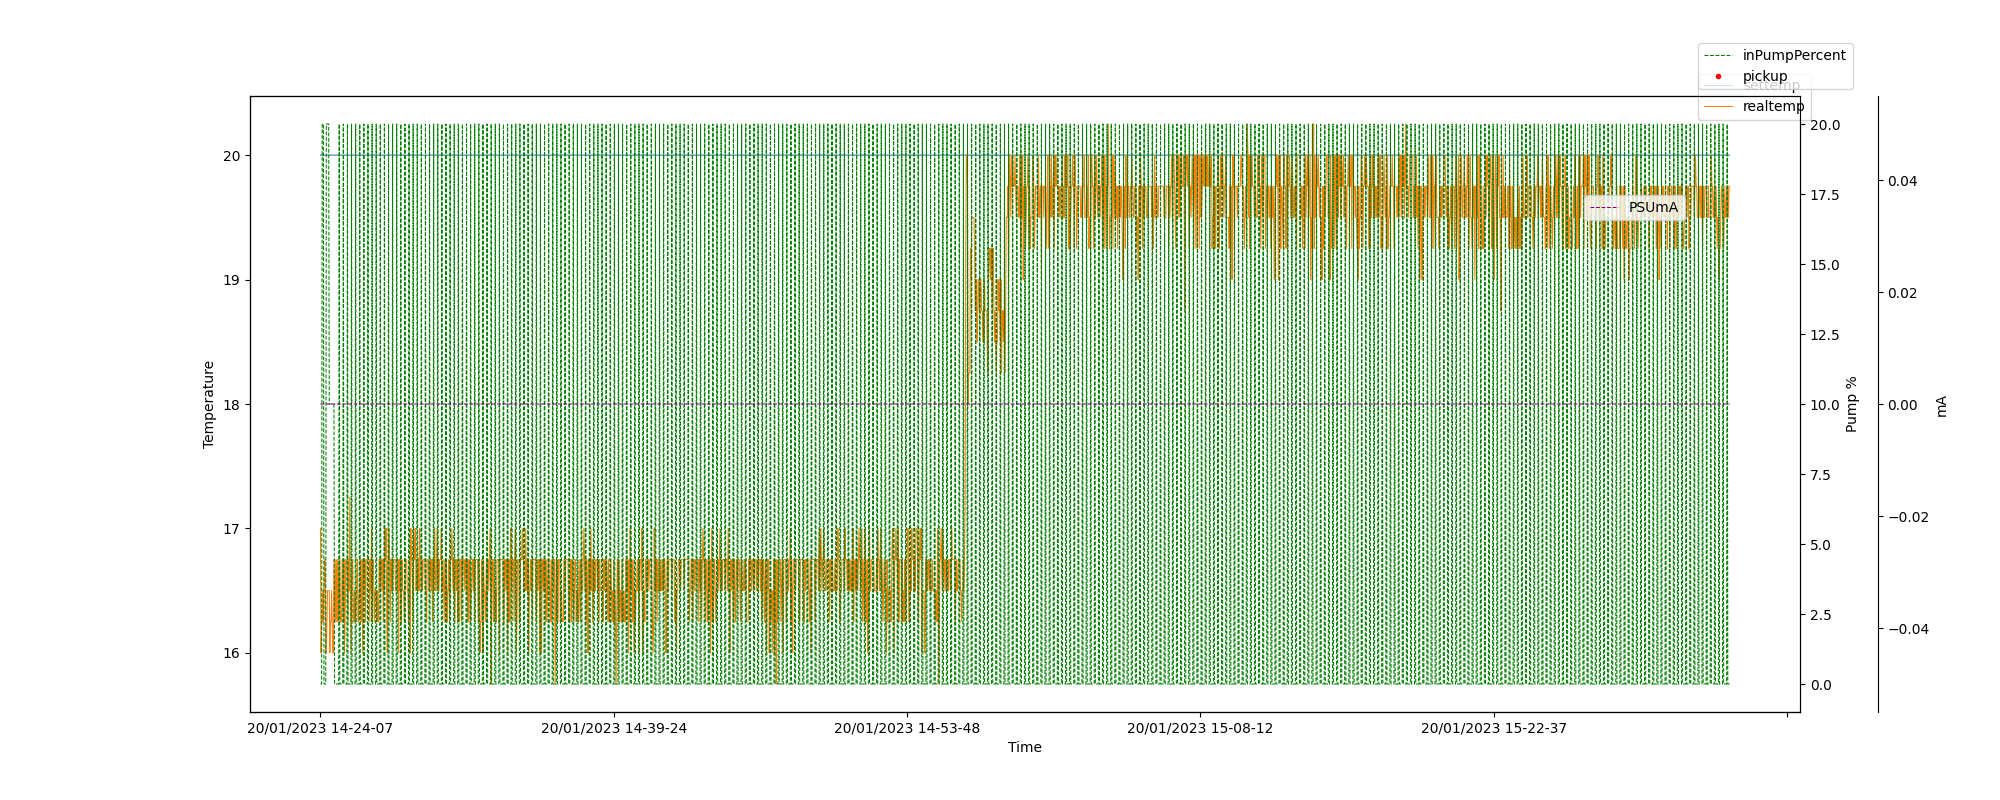 inPumpPercent
pickup
settemp
realtemp
PSUmA
Temperature
20
19
18
17
16
20.0
17.5
15.0
12.5
10.0
7.5
5.0
2.5
0.0
Pump %
0.04
0.02
0.00
−0.02
−0.04
mA
20/01/2023 14-24-07
20/01/2023 14-39-24
20/01/2023 14-53-48
20/01/2023 15-08-12
20/01/2023 15-22-37
Time